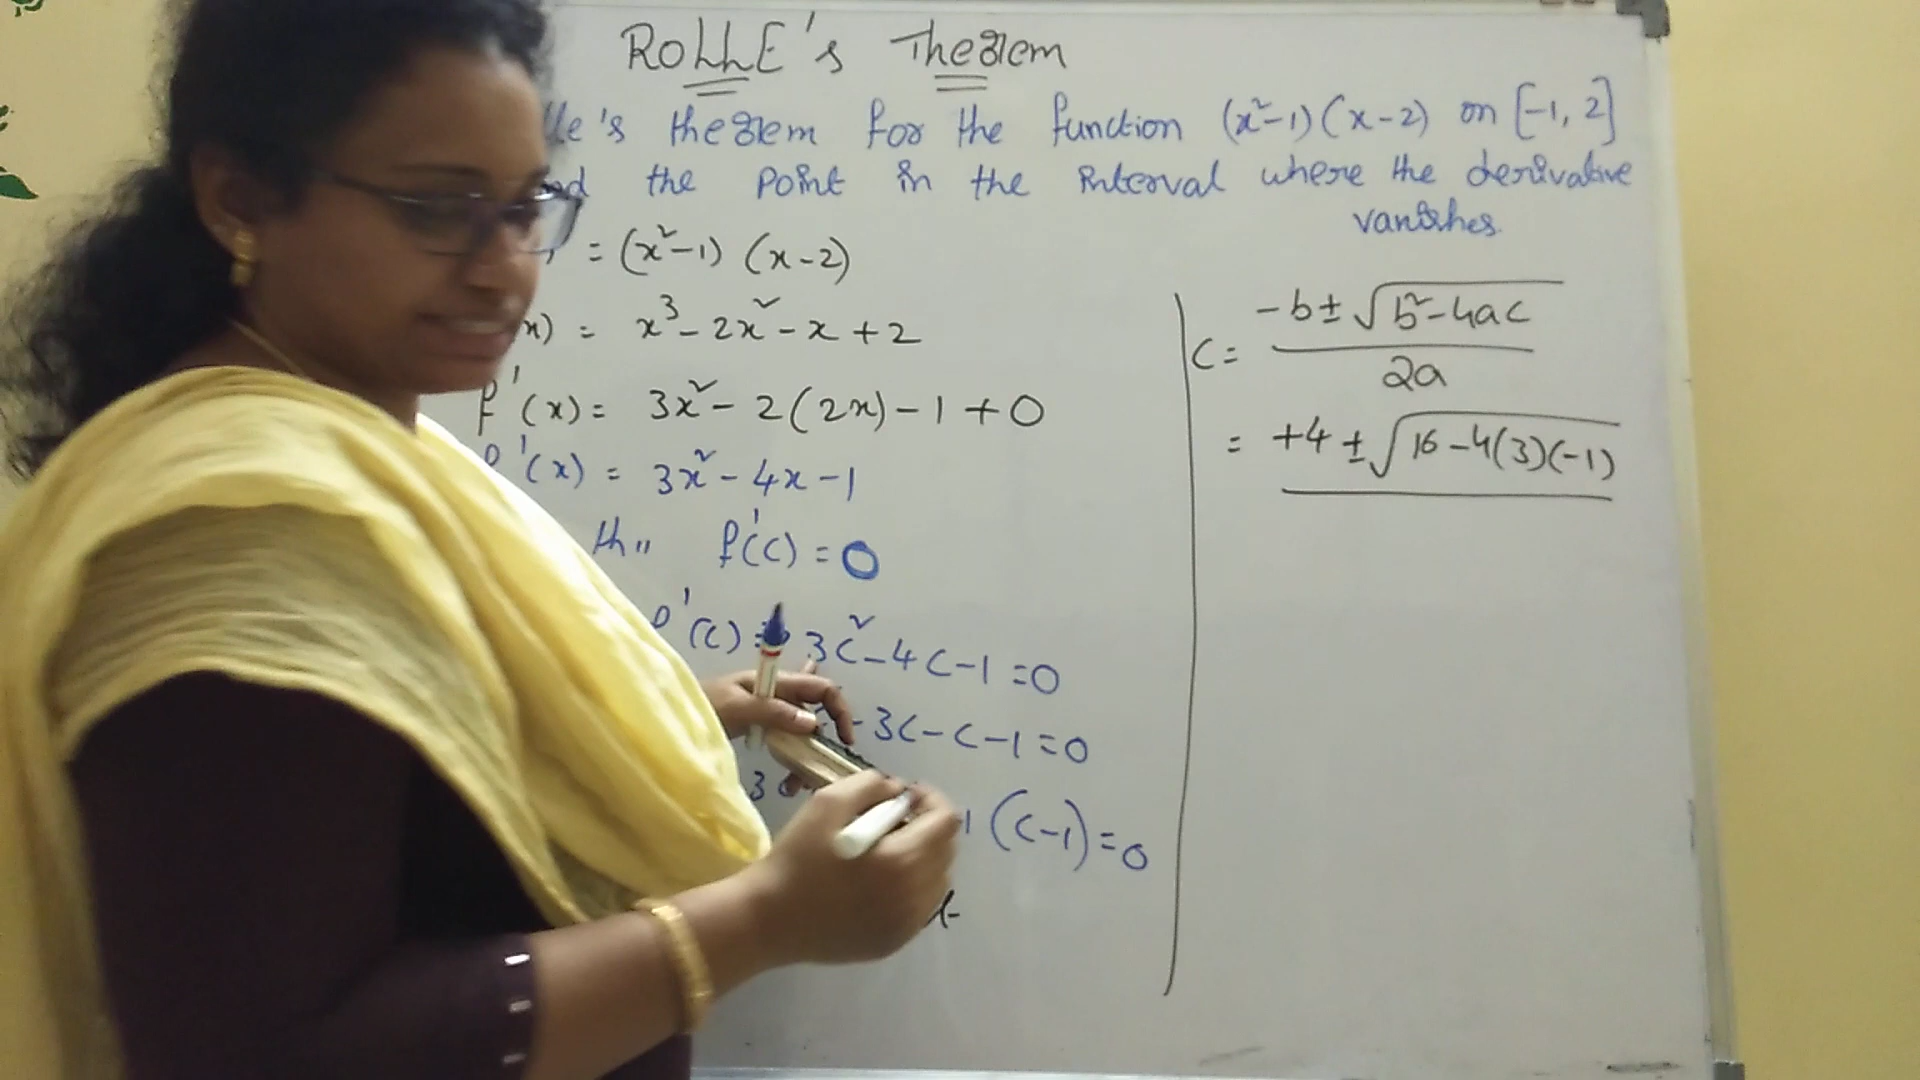 ROLLE's Theorem
lle's theorem for the function (x²-1)(x-2) on [-1, 2]
the point in the interval where the derivative
vanishes.
= (x²-1) (x-2)
x) = x³-2x²-x+2
f'(x) = 3x²-2(2x)-1+0
f'(x) = 3x²-4x-1
th" f'(c) = 0
f'(c) = 3c²-4c-1=0
-3c-c-1=0
1(c-1)=0
c = -b±√b²-4ac
2a
= +4 ± √16-4(3)(-1)